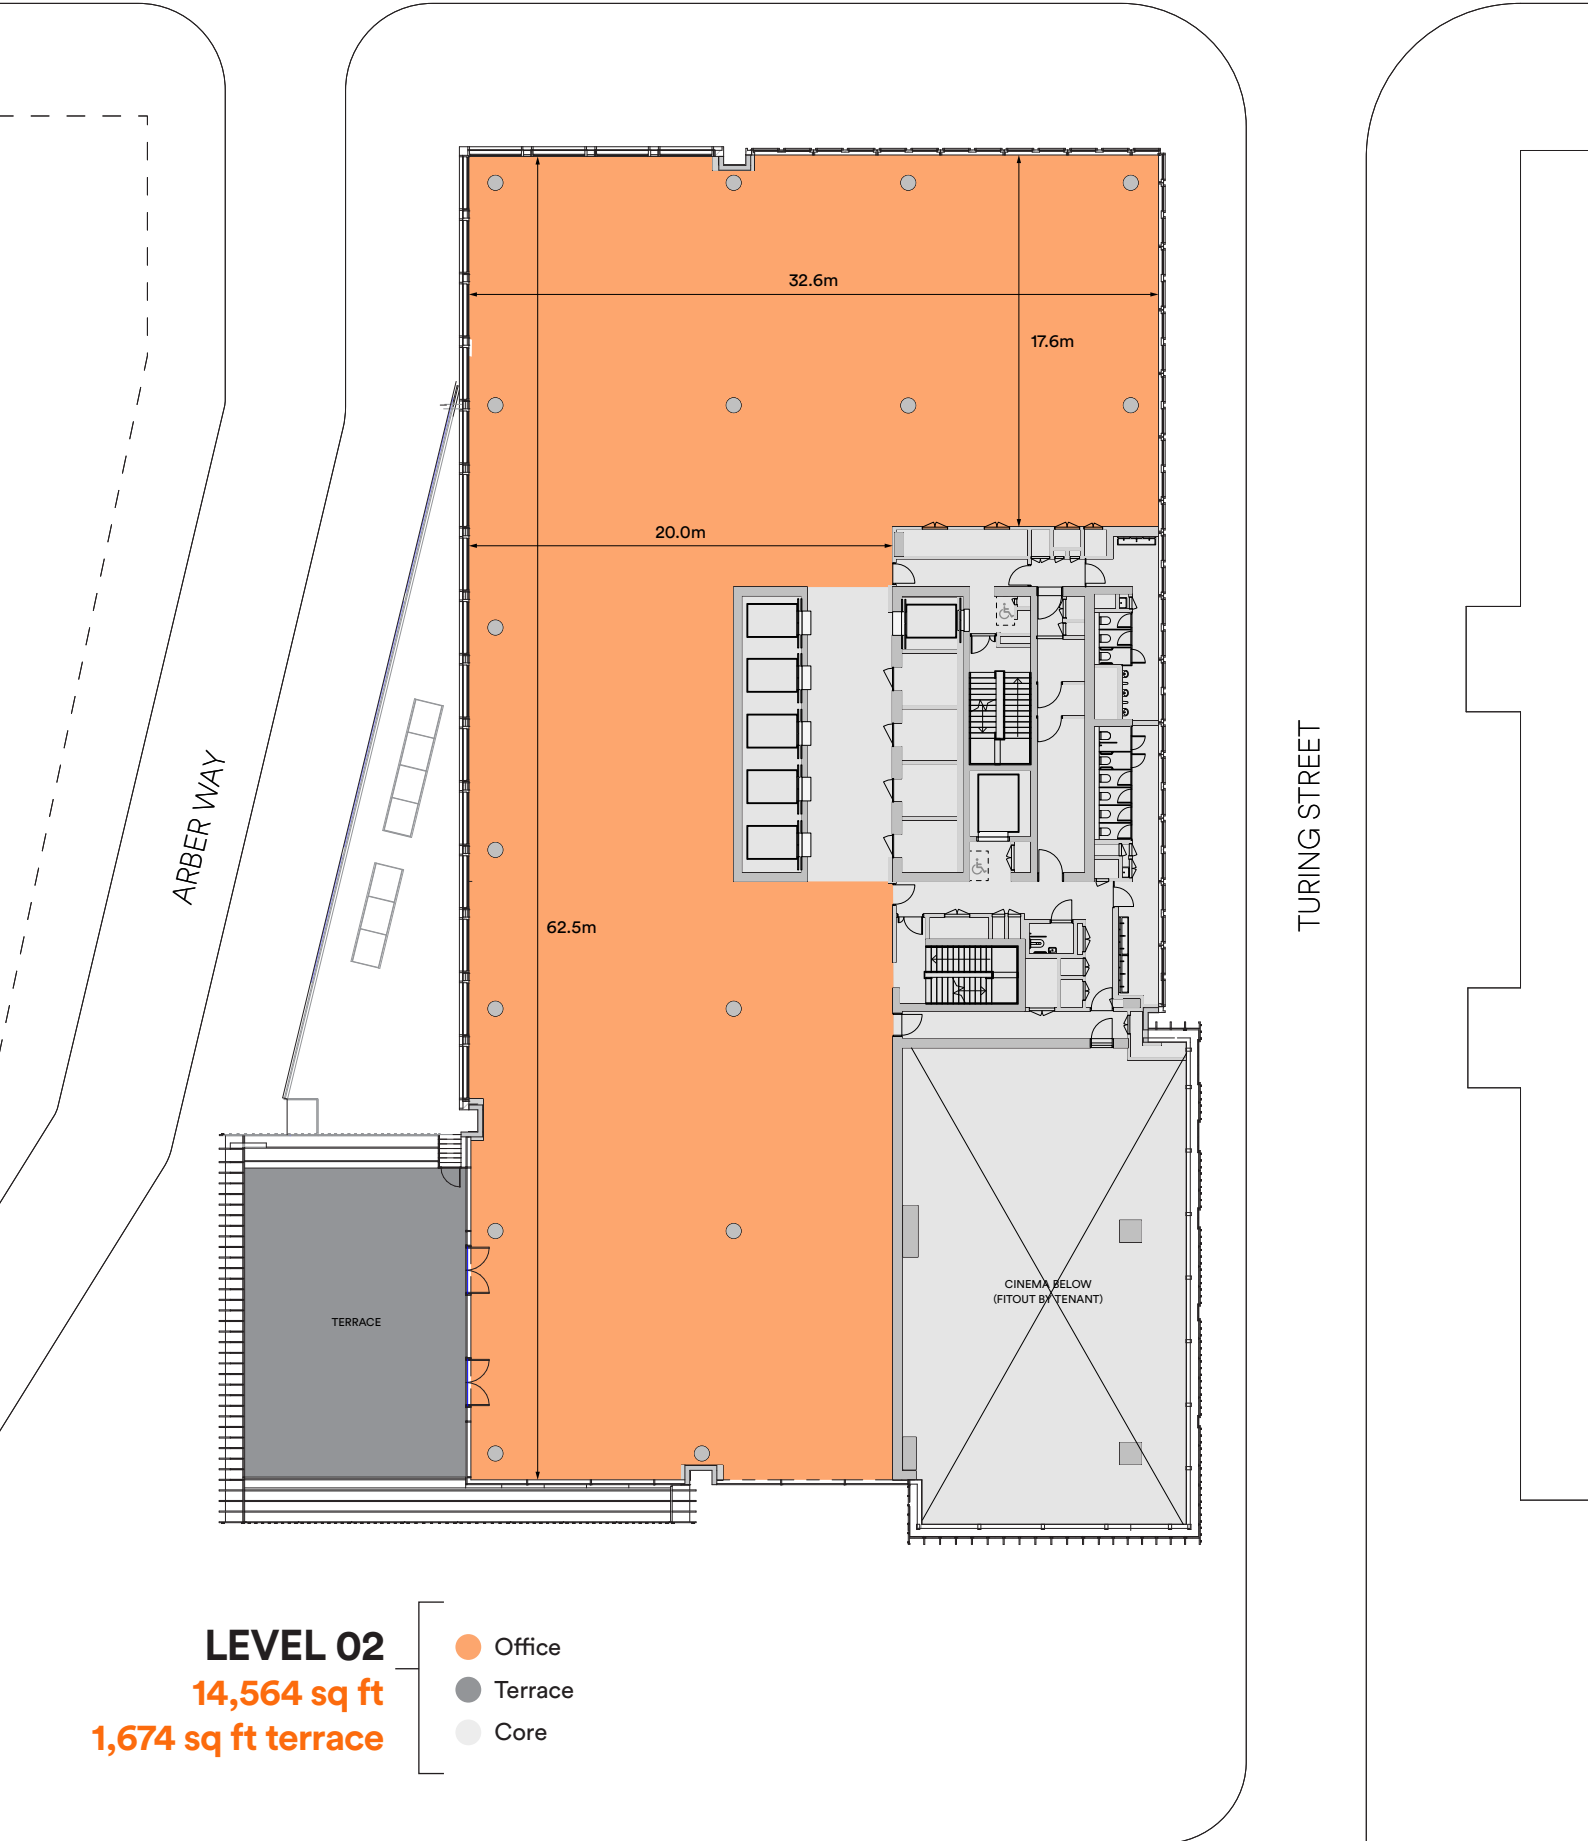 32.6m
17.6m
20.0m
ARBER WAY
TURING STREET
62.5m
CINEMA BELOW
(FITOUT BY TENANT)
TERRACE
LEVEL 02
14,564 sq ft
1,674 sq ft terrace
Office
Terrace
Core